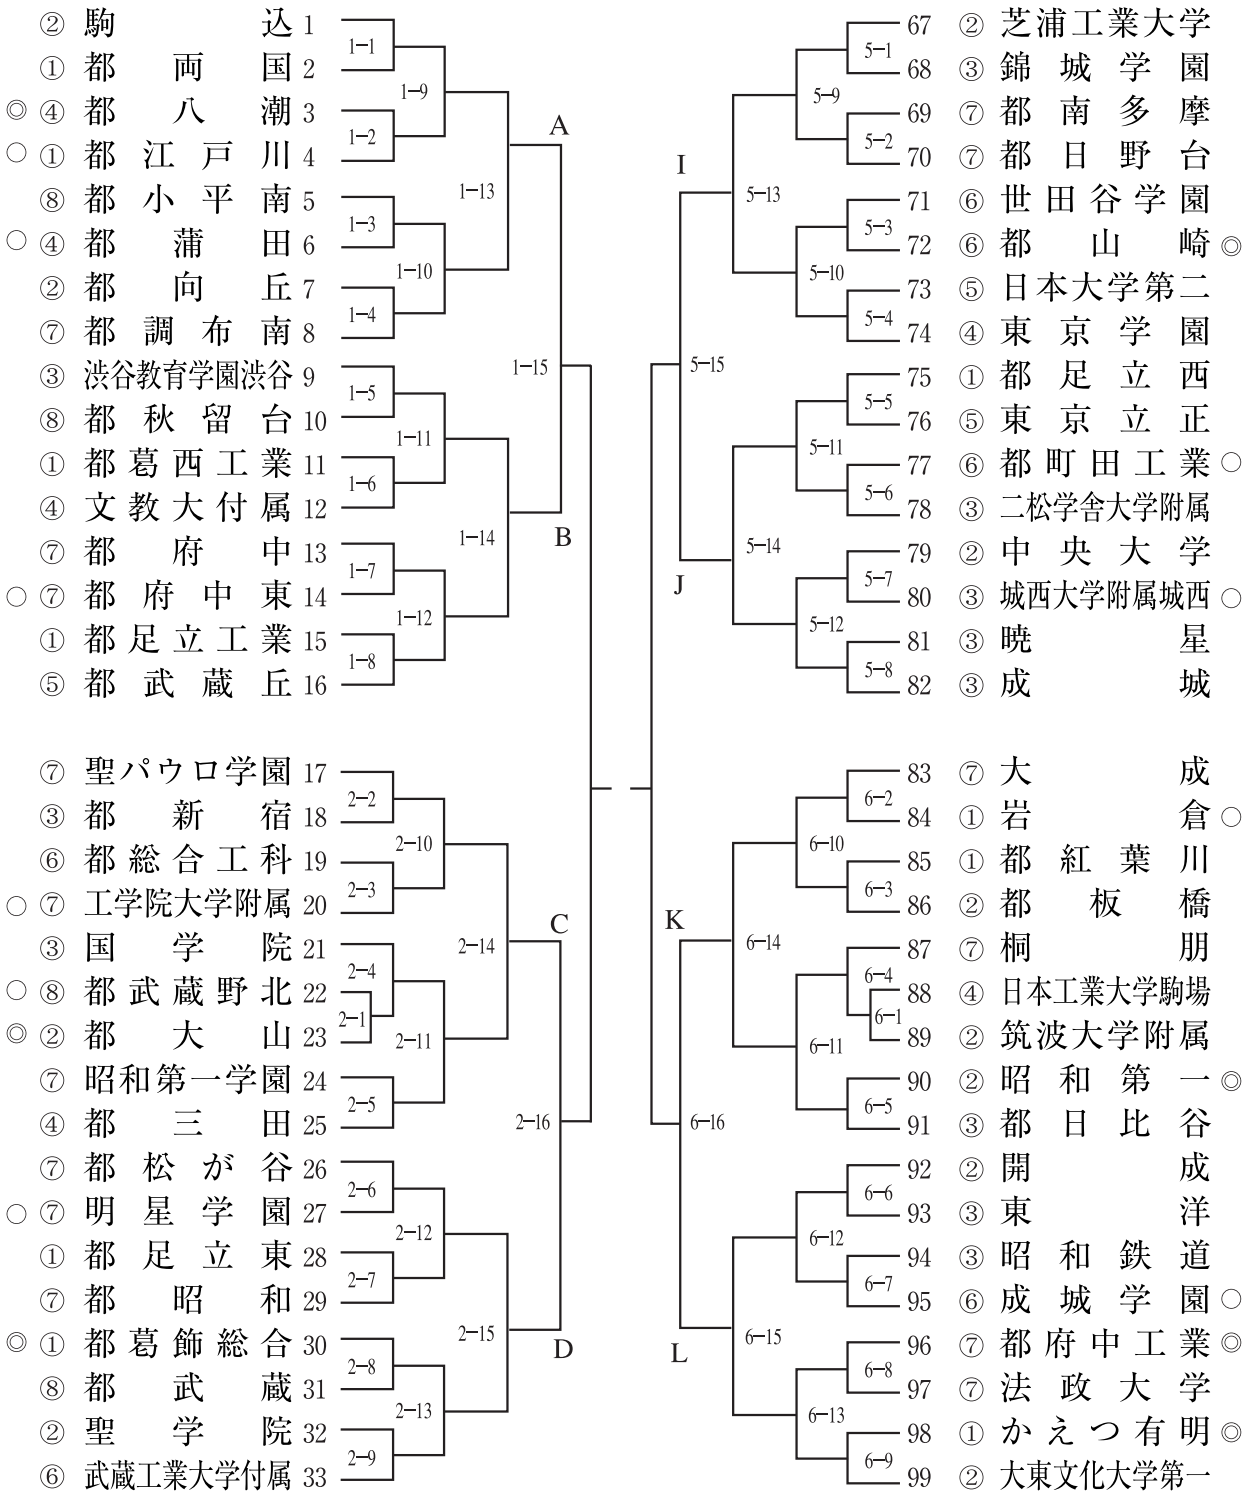 ② 駒込 1
① 都両国 2
◎ ④ 都八潮 3
○ ① 都江戸川 4
⑧ 都小平南 5
○ ④ 都蒲田 6
② 都向丘 7
⑦ 都調布南 8
③ 渋谷教育学園渋谷 9
⑧ 都秋留台 10
① 都葛西工業 11
④ 文教大付属 12
⑦ 都府中 13
○ ⑦ 都府中東 14
① 都足立工業 15
⑤ 都武蔵丘 16
1-1
1-2
1-3
1-4
1-5
1-6
1-7
1-8
1-9
1-10
1-11
1-12
1-13
1-14
1-15
A
B
⑦ 聖パウロ学園 17
③ 都新宿 18
⑥ 都総合工科 19
○ ⑦ 工学院大学附属 20
③ 国学院 21
○ ⑧ 都武蔵野北 22
◎ ② 都大山 23
⑦ 昭和第一学園 24
④ 都三田 25
⑦ 都松が谷 26
○ ⑦ 明星学園 27
① 都足立東 28
⑦ 都昭和 29
◎ ① 都葛飾総合 30
⑧ 都武蔵 31
② 聖学院 32
⑥ 武蔵工業大学付属 33
2-2
2-3
2-4
2-1
2-5
2-6
2-7
2-8
2-9
2-10
2-11
2-12
2-13
2-14
2-15
2-16
C
D
67 ② 芝浦工業大学
68 ③ 錦城学園
69 ⑦ 都南多摩
70 ⑦ 都日野台
71 ⑥ 世田谷学園
72 ⑥ 都山崎 ◎
73 ⑤ 日本大学第二
74 ④ 東京学園
75 ① 都足立西
76 ⑤ 東京立正
77 ⑥ 都町田工業 ○
78 ③ 二松学舎大学附属
79 ② 中央大学
80 ③ 城西大学附属城西 ○
81 ③ 暁星
82 ③ 成城
5-1
5-2
5-3
5-4
5-5
5-6
5-7
5-8
5-9
5-10
5-11
5-12
5-13
5-14
5-15
I
J
83 ⑦ 大成
84 ① 岩倉 ○
85 ① 都紅葉川
86 ② 都板橋
87 ⑦ 桐朋
88 ④ 日本工業大学駒場
89 ② 筑波大学附属
90 ② 昭和第一 ◎
91 ③ 都日比谷
92 ② 開成
93 ③ 東洋
94 ③ 昭和鉄道
95 ⑥ 成城学園 ○
96 ⑦ 都府中工業 ◎
97 ⑦ 法政大学
98 ① かえつ有明 ◎
99 ② 大東文化大学第一
6-2
6-3
6-4
6-1
6-5
6-6
6-7
6-8
6-9
6-10
6-11
6-12
6-13
6-14
6-15
6-16
K
L